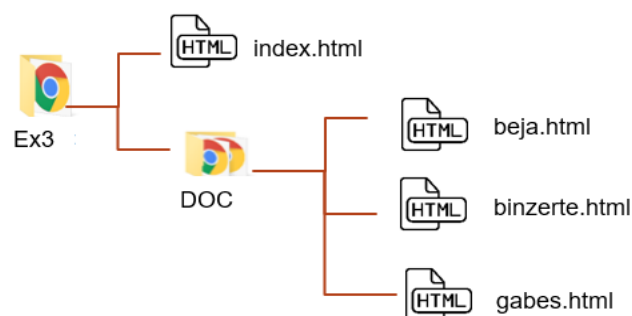 HTML
index.html
Ex3
DOC
HTML
beja.html
HTML
binzerte.html
HTML
gabes.html